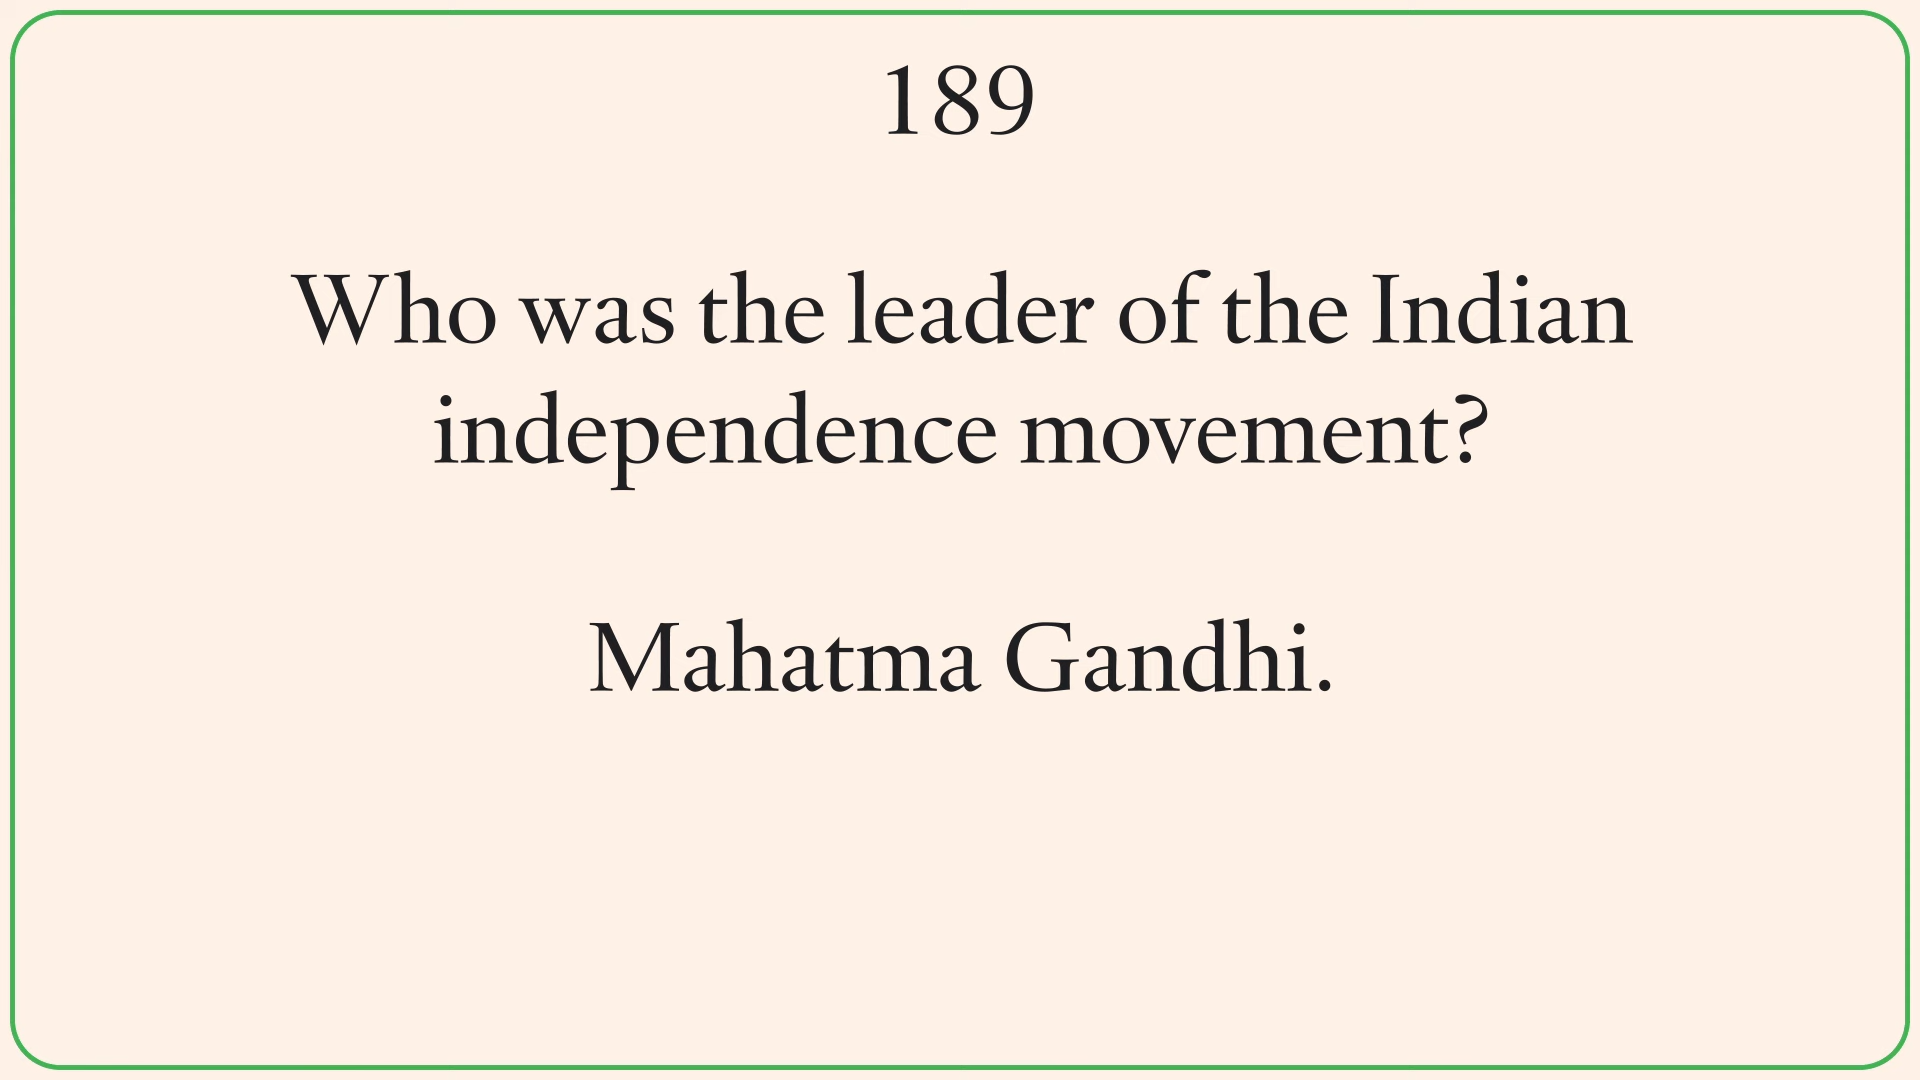 189
Who was the leader of the Indian
independence movement?
Mahatma Gandhi.